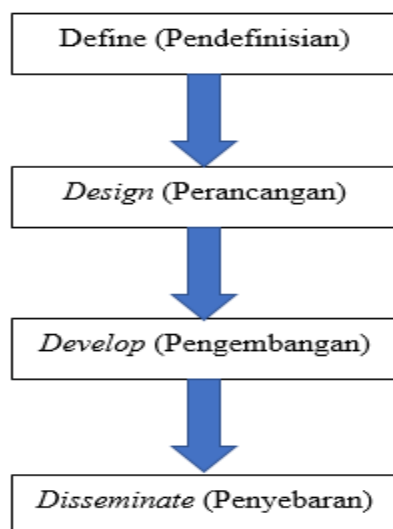 Define (Pendefinisian)
Design (Perancangan)
Develop (Pengembangan)
Disseminate (Penyebaran)